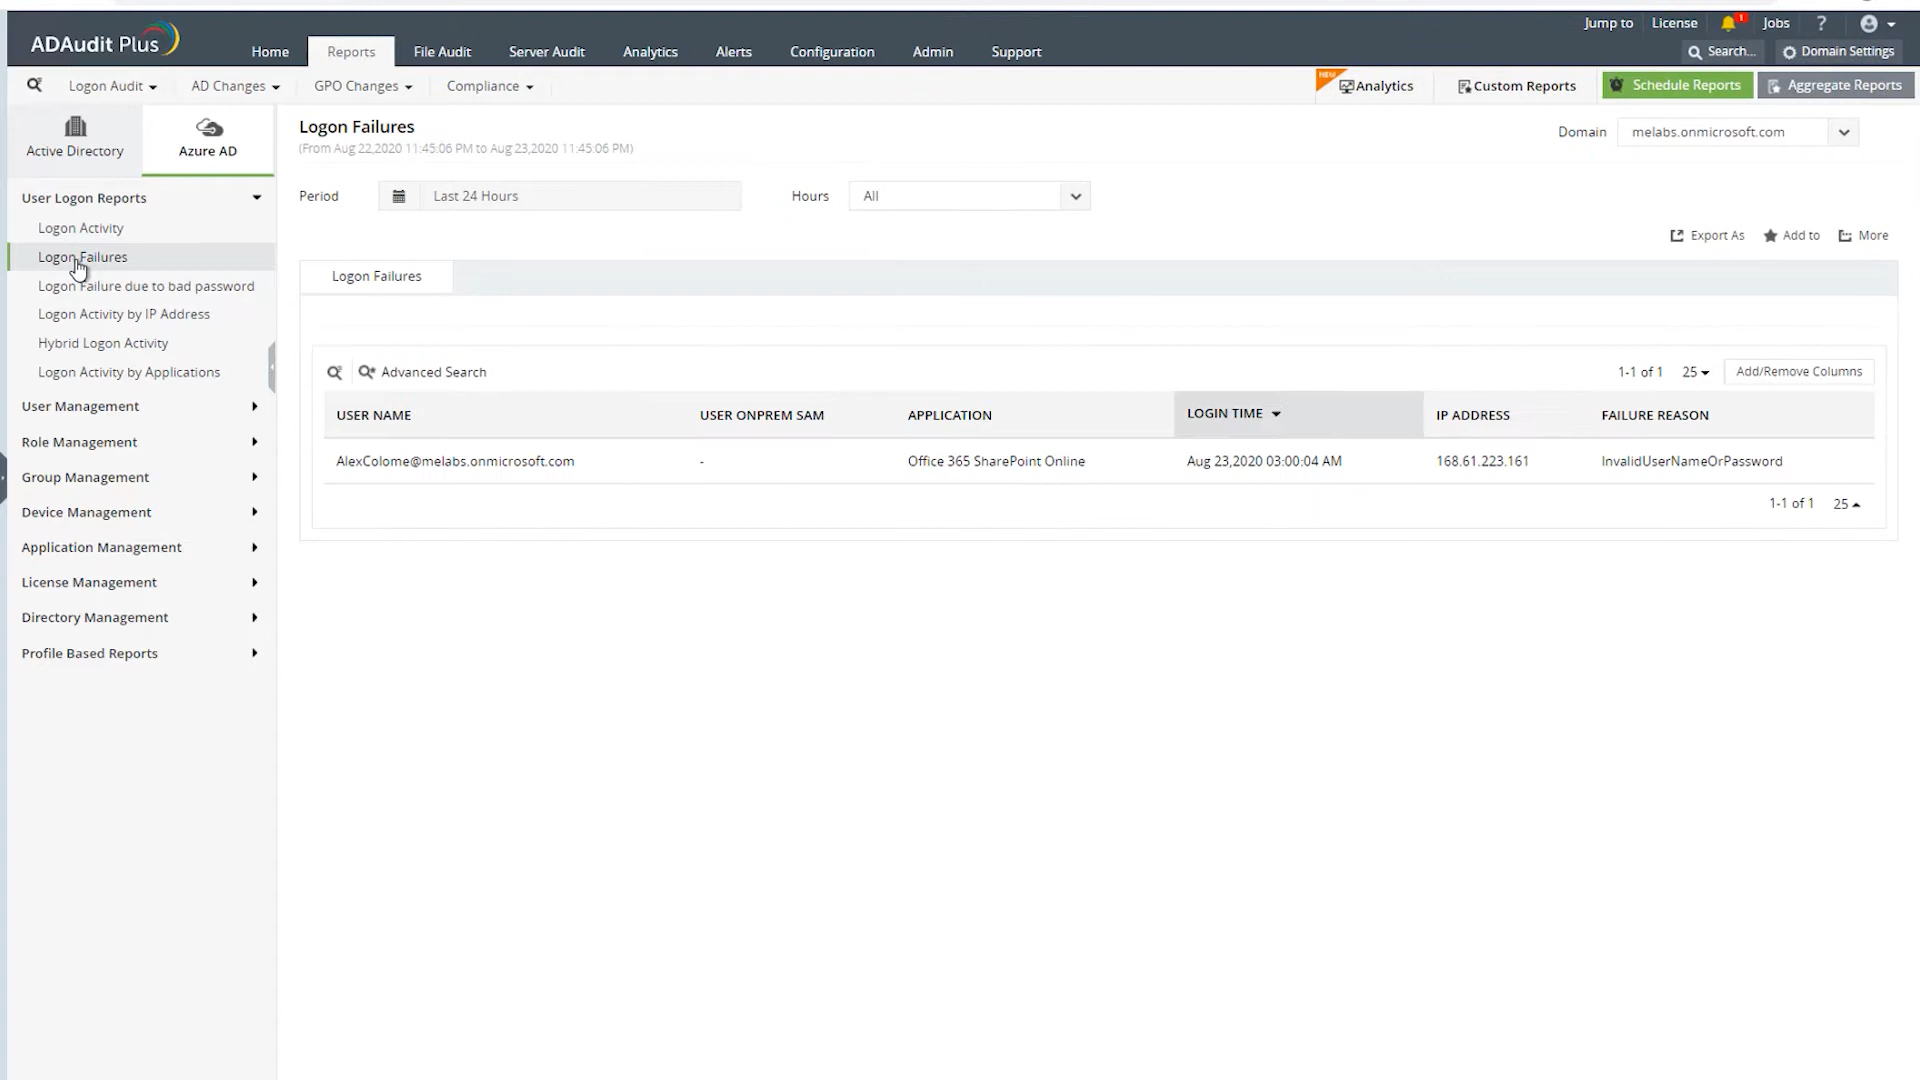 ADAudit Plus
Jump to License 1 Jobs ?
Home Reports File Audit Server Audit Analytics Alerts Configuration Admin Support
Search... Domain Settings
Logon Audit AD Changes GPO Changes Compliance
NEW Analytics Custom Reports Schedule Reports Aggregate Reports
Active Directory Azure AD
Logon Failures
(From Aug 22,2020 11:45:06 PM to Aug 23,2020 11:45:06 PM)
Domain melabs.onmicrosoft.com
Period Last 24 Hours Hours All
Export As Add to More
User Logon Reports
Logon Activity
Logon Failures
Logon Failure due to bad password
Logon Activity by IP Address
Hybrid Logon Activity
Logon Activity by Applications
User Management
Role Management
Group Management
Device Management
Application Management
License Management
Directory Management
Profile Based Reports
Logon Failures
Advanced Search 1-1 of 1 25 Add/Remove Columns
USER NAME USER ONPREM SAM APPLICATION LOGIN TIME IP ADDRESS FAILURE REASON
AlexColome@melabs.onmicrosoft.com - Office 365 SharePoint Online Aug 23,2020 03:00:04 AM 168.61.223.161 InvalidUserNameOrPassword
1-1 of 1 25